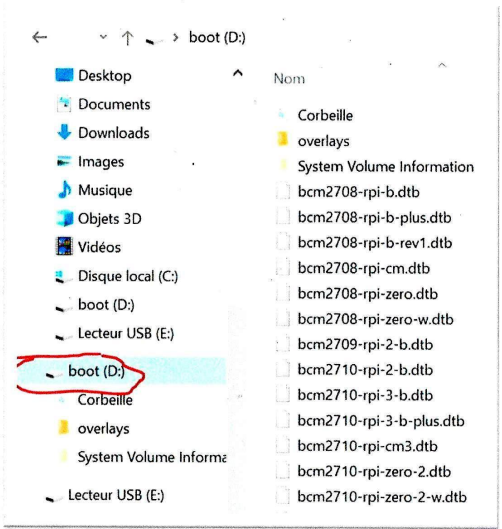 boot (D:)
Desktop
Documents
Downloads
Images
Musique
Objets 3D
Vidéos
Disque local (C:)
boot (D:)
Lecteur USB (E:)
boot (D:)
Corbeille
overlays
System Volume Informa
Lecteur USB (E:)
Nom
Corbeille
overlays
System Volume Information
bcm2708-rpi-b.dtb
bcm2708-rpi-b-plus.dtb
bcm2708-rpi-b-rev1.dtb
bcm2708-rpi-cm.dtb
bcm2708-rpi-zero.dtb
bcm2708-rpi-zero-w.dtb
bcm2709-rpi-2-b.dtb
bcm2710-rpi-2-b.dtb
bcm2710-rpi-3-b.dtb
bcm2710-rpi-3-b-plus.dtb
bcm2710-rpi-cm3.dtb
bcm2710-rpi-zero-2.dtb
bcm2710-rpi-zero-2-w.dtb